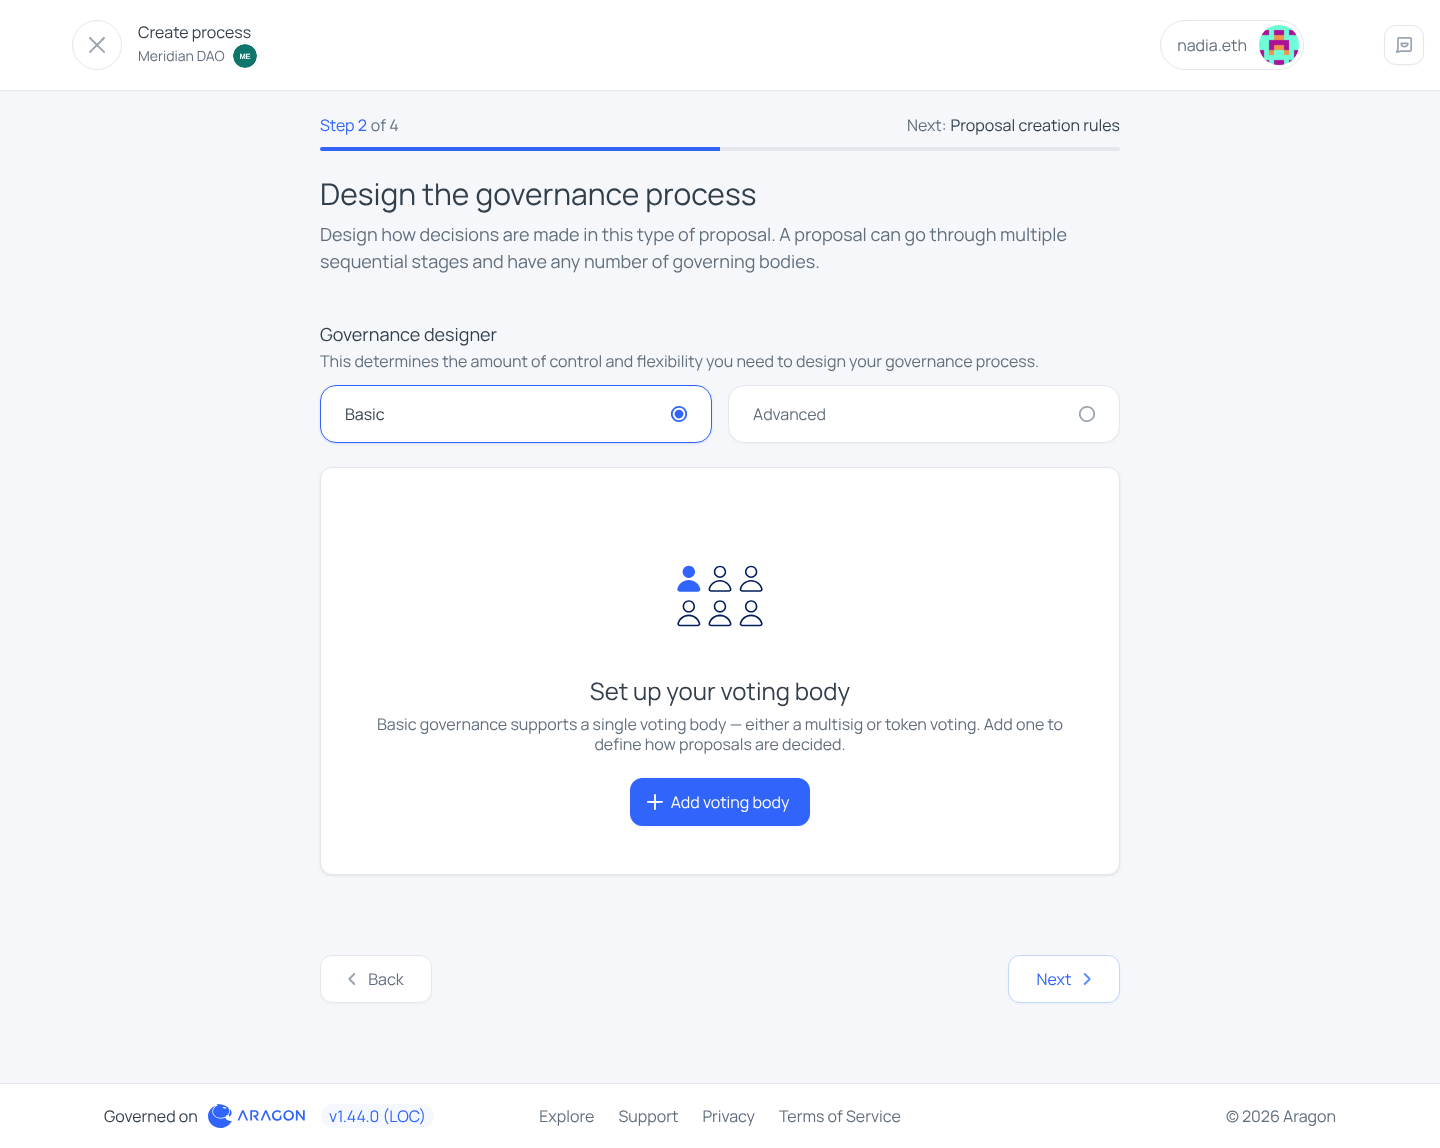 Create process
Meridian DAO ME
nadia.eth
Step 2 of 4
Next: Proposal creation rules
Design the governance process
Design how decisions are made in this type of proposal. A proposal can go through multiple
sequential stages and have any number of governing bodies.
Governance designer
This determines the amount of control and flexibility you need to design your governance process.
Basic
Advanced
Set up your voting body
Basic governance supports a single voting body — either a multisig or token voting. Add one to
define how proposals are decided.
Add voting body
Back
Next
Governed on ARAGON v1.44.0 (LOC)
Explore
Support
Privacy
Terms of Service
© 2026 Aragon